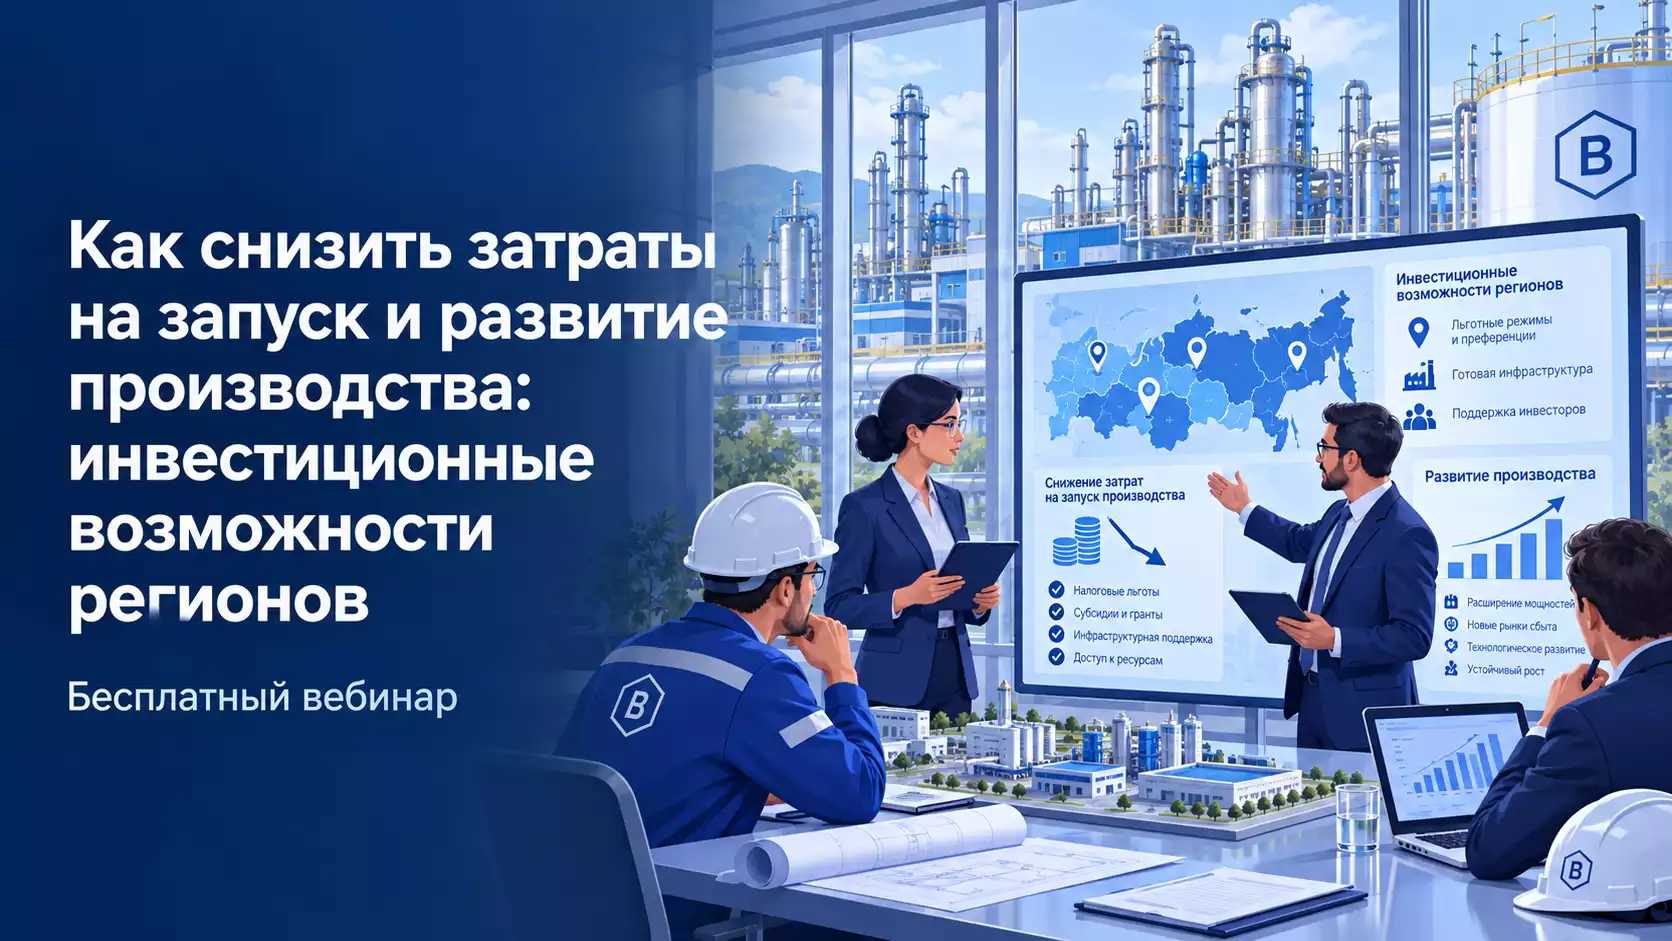 Как снизить затраты
на запуск и развитие
производства:
инвестиционные
возможности
регионов
Бесплатный вебинар
B
Инвестиционные
возможности регионов
Льготные режимы
и преференции
Готовая инфраструктура
Поддержка инвесторов
Снижение затрат
на запуск производства
Налоговые льготы
Субсидии и гранты
Инфраструктурная поддержка
Доступ к ресурсам
Развитие производства
Расширение мощностей
Новые рынки сбыта
Технологическое развитие
Устойчивый рост
B
B